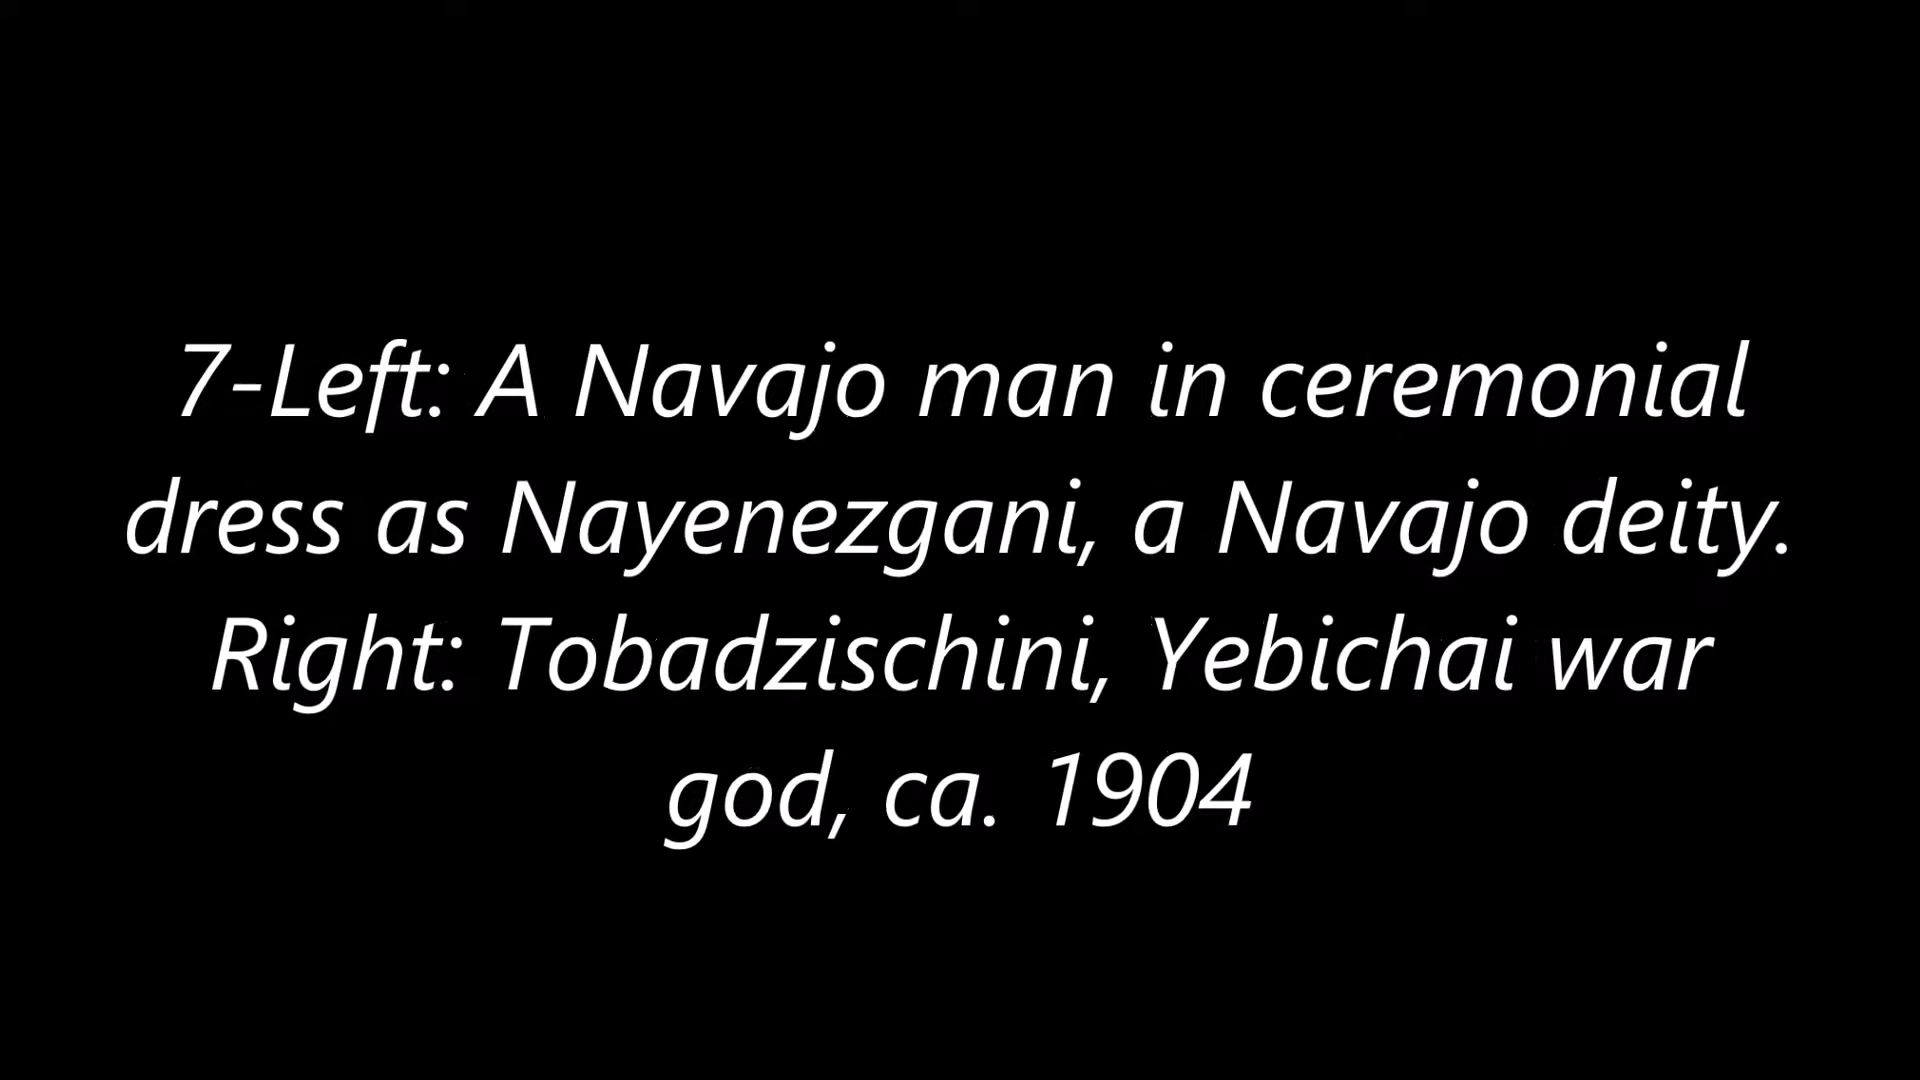 7-Left: A Navajo man in ceremonial
dress as Nayenezgani, a Navajo deity.
Right: Tobadzischini, Yebichai war
god, ca. 1904